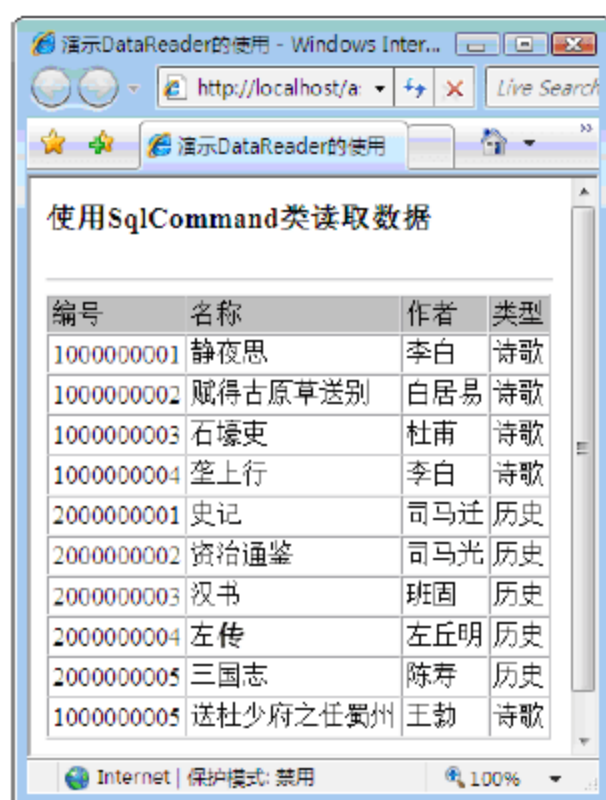 演示DataReader的使用 - Windows Inter...
http://localhost/a
Live Search
演示DataReader的使用
使用SqlCommand类读取数据
编号 名称 作者 类型
1000000001 静夜思 李白 诗歌
1000000002 赋得古原草送别 白居易 诗歌
1000000003 石壕吏 杜甫 诗歌
1000000004 垄上行 李白 诗歌
2000000001 史记 司马迁 历史
2000000002 资治通鉴 司马光 历史
2000000003 汉书 班固 历史
2000000004 左传 左丘明 历史
2000000005 三国志 陈寿 历史
1000000005 送杜少府之任蜀州 王勃 诗歌
Internet | 保护模式: 禁用 100%